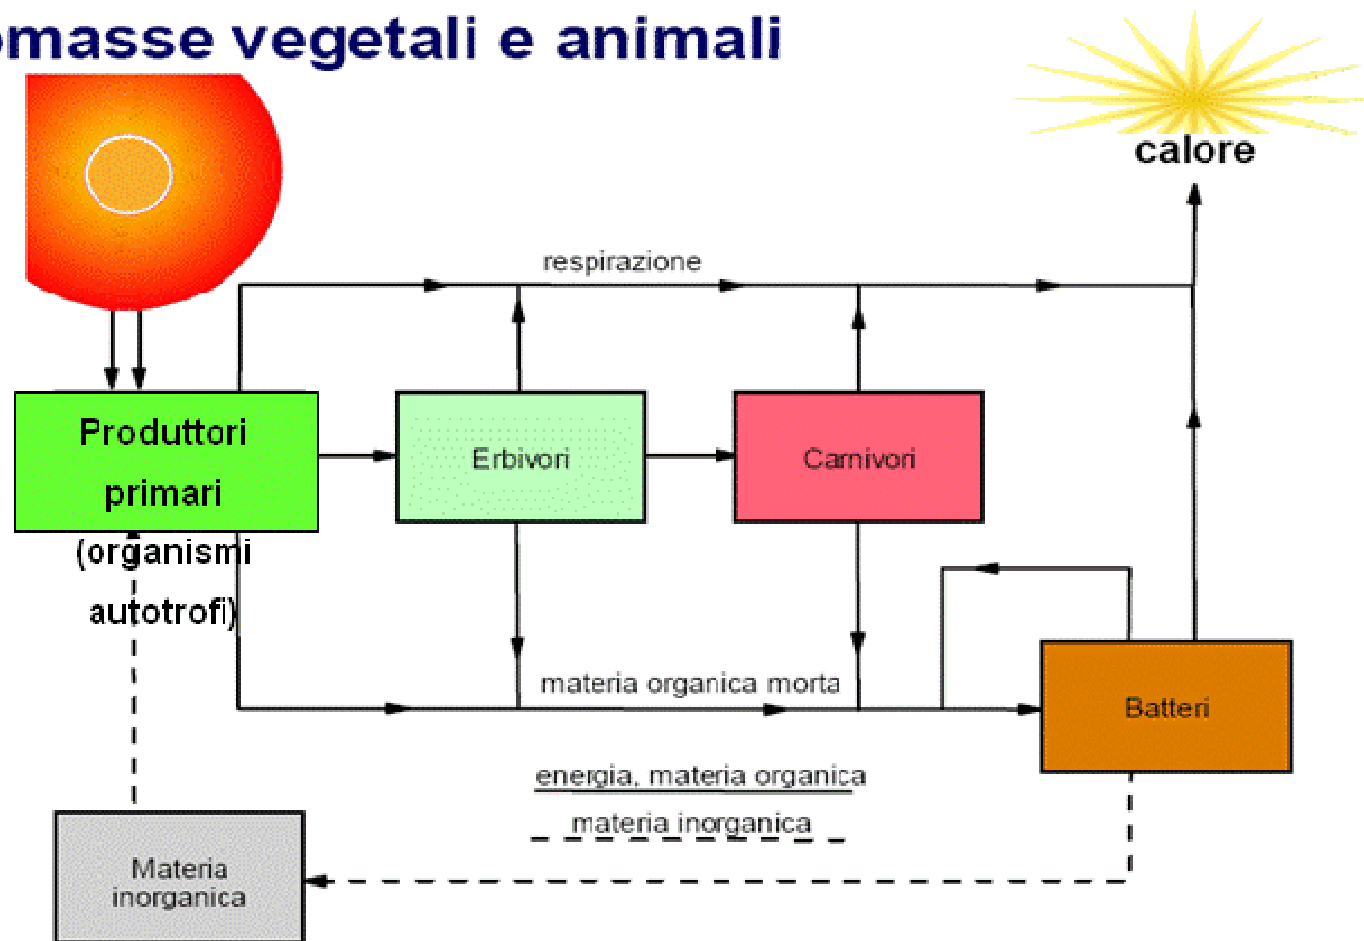 omasse vegetali e animali
calore
respirazione
Produttori
primari
(organismi
autotrofi)
Erbivori
Carnivori
materia organica morta
Batteri
energia, materia organica
materia inorganica
Materia
inorganica